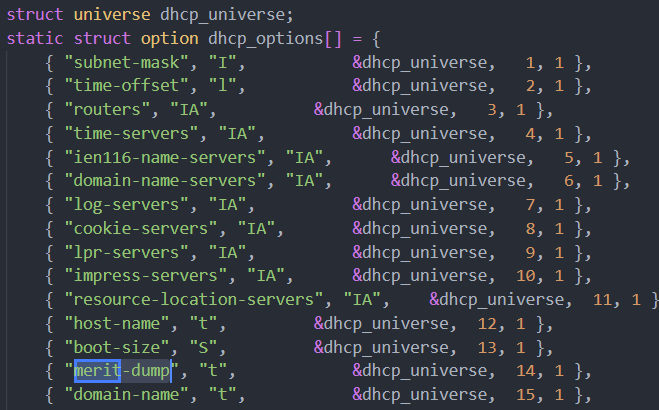 struct universe dhcp_universe;
static struct option dhcp_options[] = {
{ "subnet-mask", "I", &dhcp_universe, 1, 1 },
{ "time-offset", "l", &dhcp_universe, 2, 1 },
{ "routers", "IA", &dhcp_universe, 3, 1 },
{ "time-servers", "IA", &dhcp_universe, 4, 1 },
{ "ien116-name-servers", "IA", &dhcp_universe, 5, 1 },
{ "domain-name-servers", "IA", &dhcp_universe, 6, 1 },
{ "log-servers", "IA", &dhcp_universe, 7, 1 },
{ "cookie-servers", "IA", &dhcp_universe, 8, 1 },
{ "lpr-servers", "IA", &dhcp_universe, 9, 1 },
{ "impress-servers", "IA", &dhcp_universe, 10, 1 },
{ "resource-location-servers", "IA", &dhcp_universe, 11, 1 }
{ "host-name", "t", &dhcp_universe, 12, 1 },
{ "boot-size", "S", &dhcp_universe, 13, 1 },
{ "merit-dump", "t", &dhcp_universe, 14, 1 },
{ "domain-name", "t", &dhcp_universe, 15, 1 },